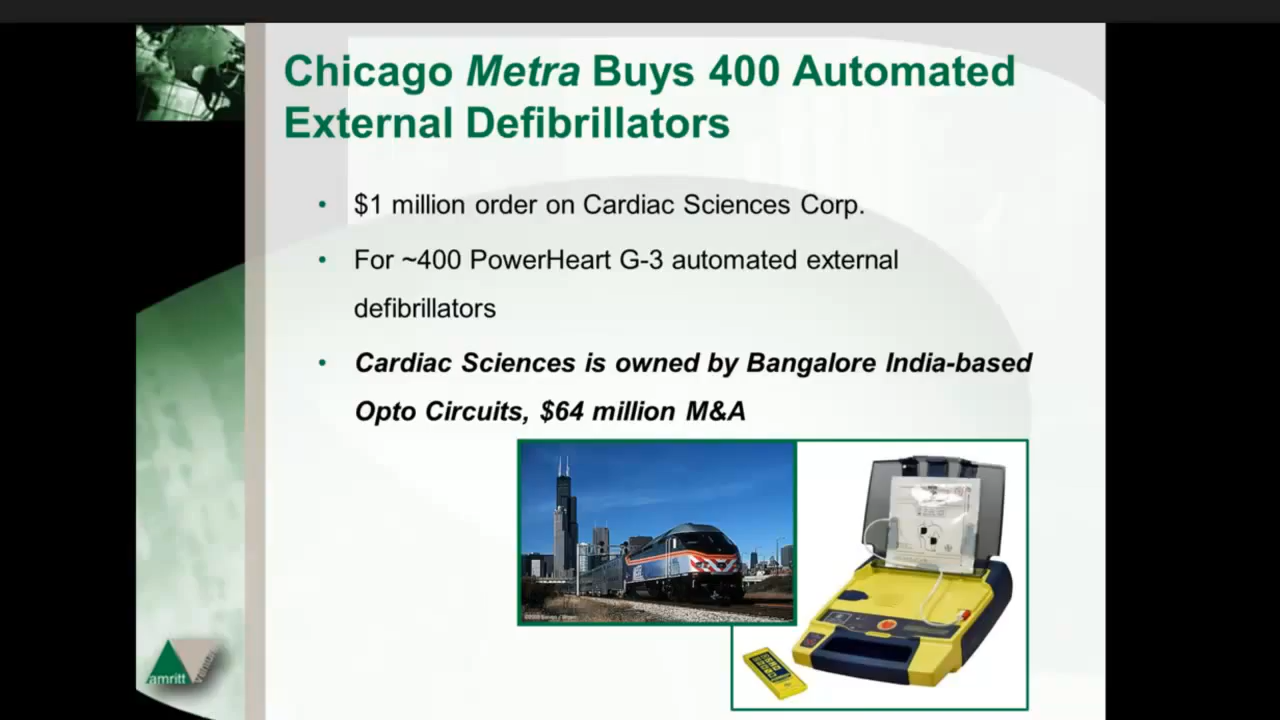 Chicago Metra Buys 400 Automated
External Defibrillators
• $1 million order on Cardiac Sciences Corp.
• For ~400 PowerHeart G-3 automated external
defibrillators
• Cardiac Sciences is owned by Bangalore India-based
Opto Circuits, $64 million M&A
amritt